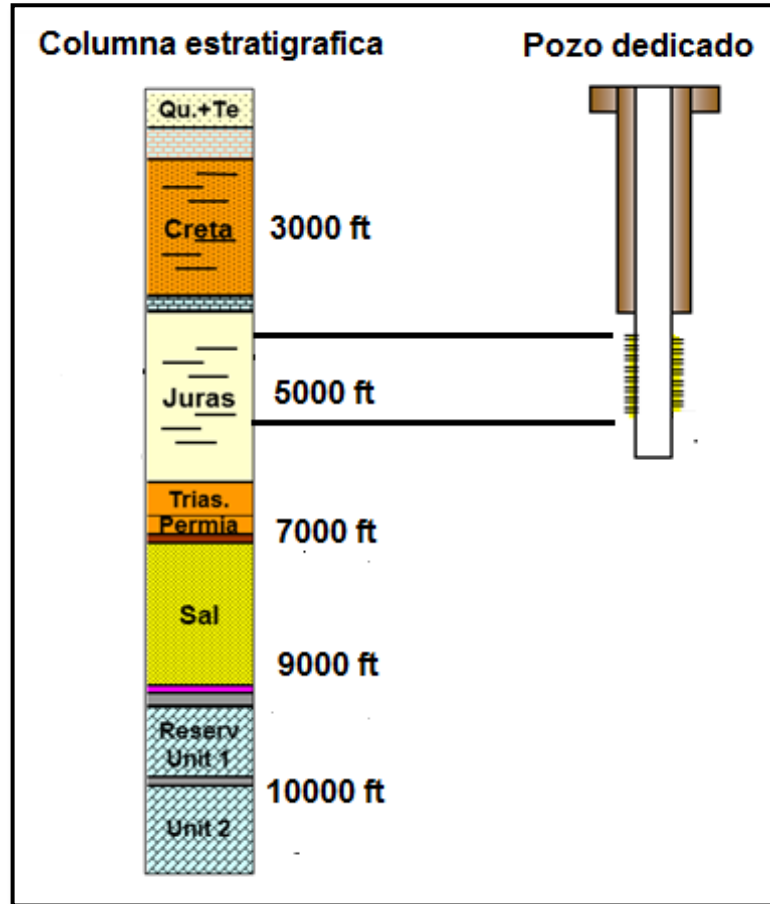 Columna estratigrafica
Pozo dedicado
Qu.+Te
Creta
3000 ft
Juras
5000 ft
Trias.
Permia
7000 ft
Sal
9000 ft
Reserv
Unit 1
10000 ft
Unit 2